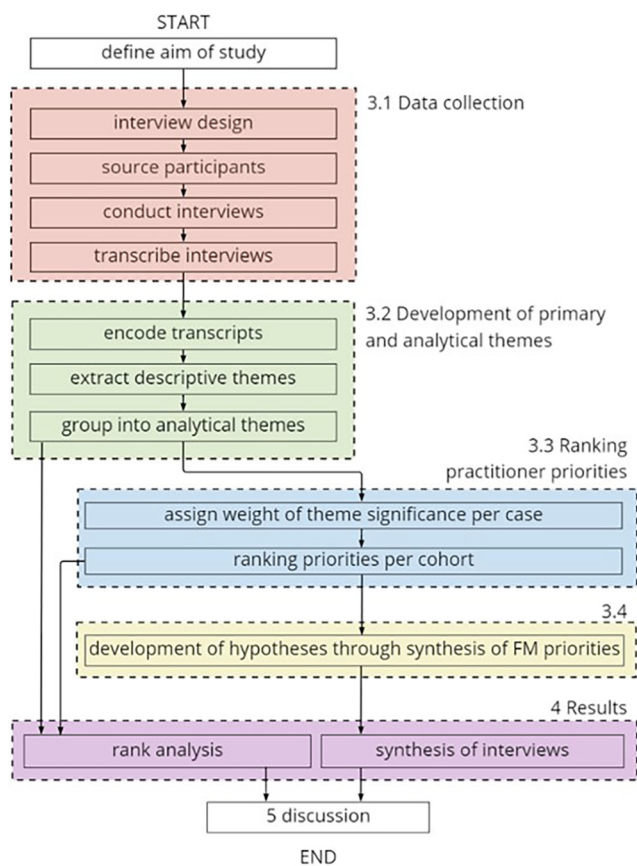 START
define aim of study
3.1 Data collection
interview design
source participants
conduct interviews
transcribe interviews
3.2 Development of primary
and analytical themes
encode transcripts
extract descriptive themes
group into analytical themes
3.3 Ranking
practitioner priorities
assign weight of theme significance per case
ranking priorities per cohort
3.4
development of hypotheses through synthesis of FM priorities
4 Results
rank analysis
synthesis of interviews
5 discussion
END